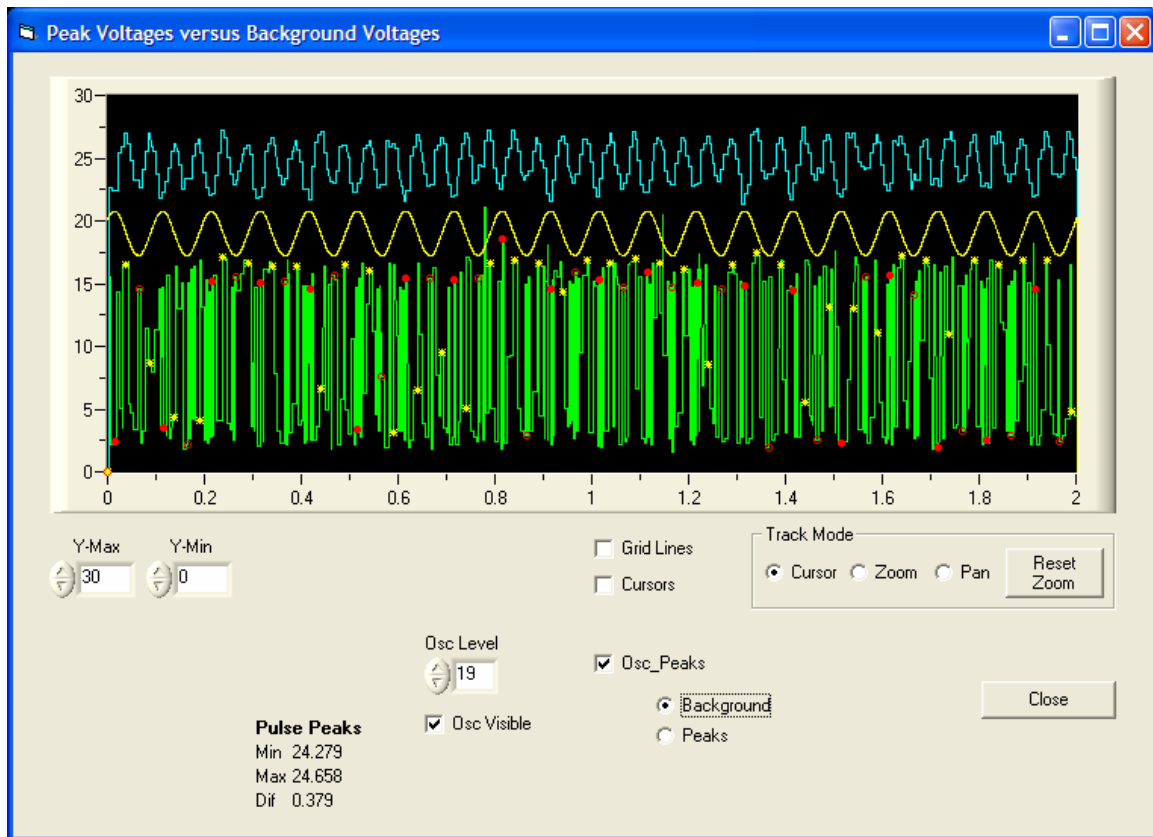 Peak Voltages versus Background Voltages
30
25
20
15
10
5
0
0 0.2 0.4 0.6 0.8 1 1.2 1.4 1.6 1.8 2
Y-Max Y-Min
30 0
Grid Lines
Cursors
Track Mode
Cursor Zoom Pan
Reset
Zoom
Osc Level
19
Osc Visible
Osc_Peaks
Background
Peaks
Close
Pulse Peaks
Min 24.279
Max 24.658
Dif 0.379